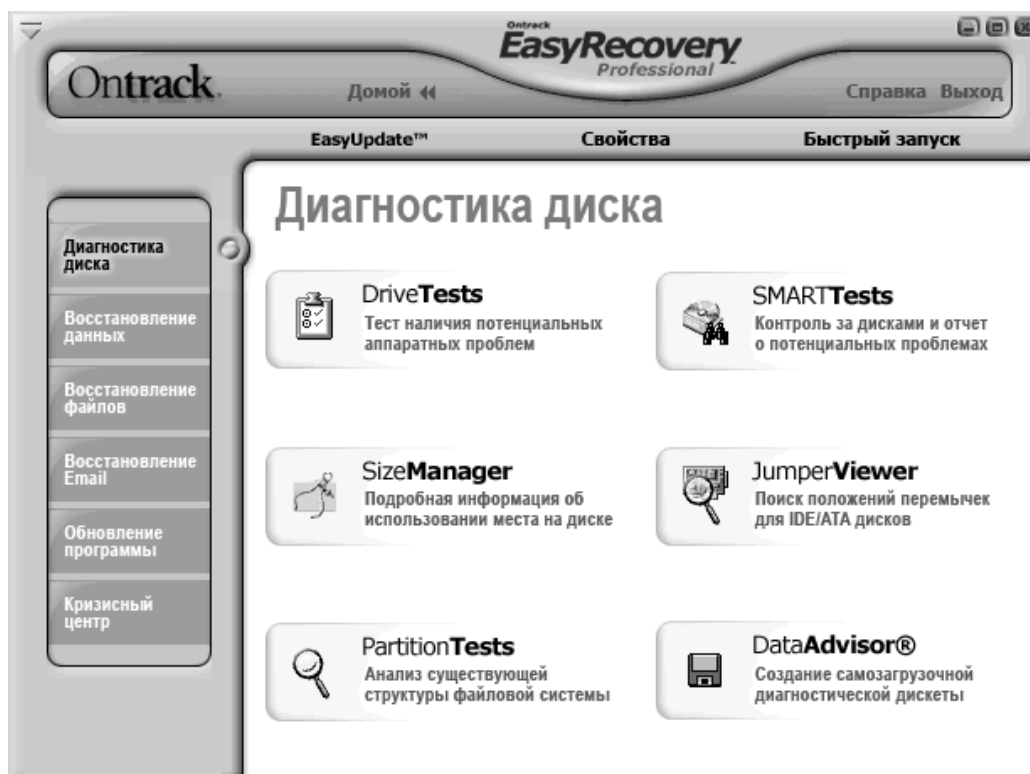 Ontrack
EasyRecovery
Professional
Ontrack.
Домой
Справка Выход
EasyUpdate™ Свойства Быстрый запуск
Диагностика диска
Диагностика
диска
Восстановление
данных
Восстановление
файлов
Восстановление
Email
Обновление
программы
Кризисный
центр
DriveTests
Тест наличия потенциальных
аппаратных проблем
SMARTTests
Контроль за дисками и отчет
о потенциальных проблемах
SizeManager
Подробная информация об
использовании места на диске
JumperViewer
Поиск положений перемычек
для IDE/ATA дисков
PartitionTests
Анализ существующей
структуры файловой системы
DataAdvisor®
Создание самозагрузочной
диагностической дискеты